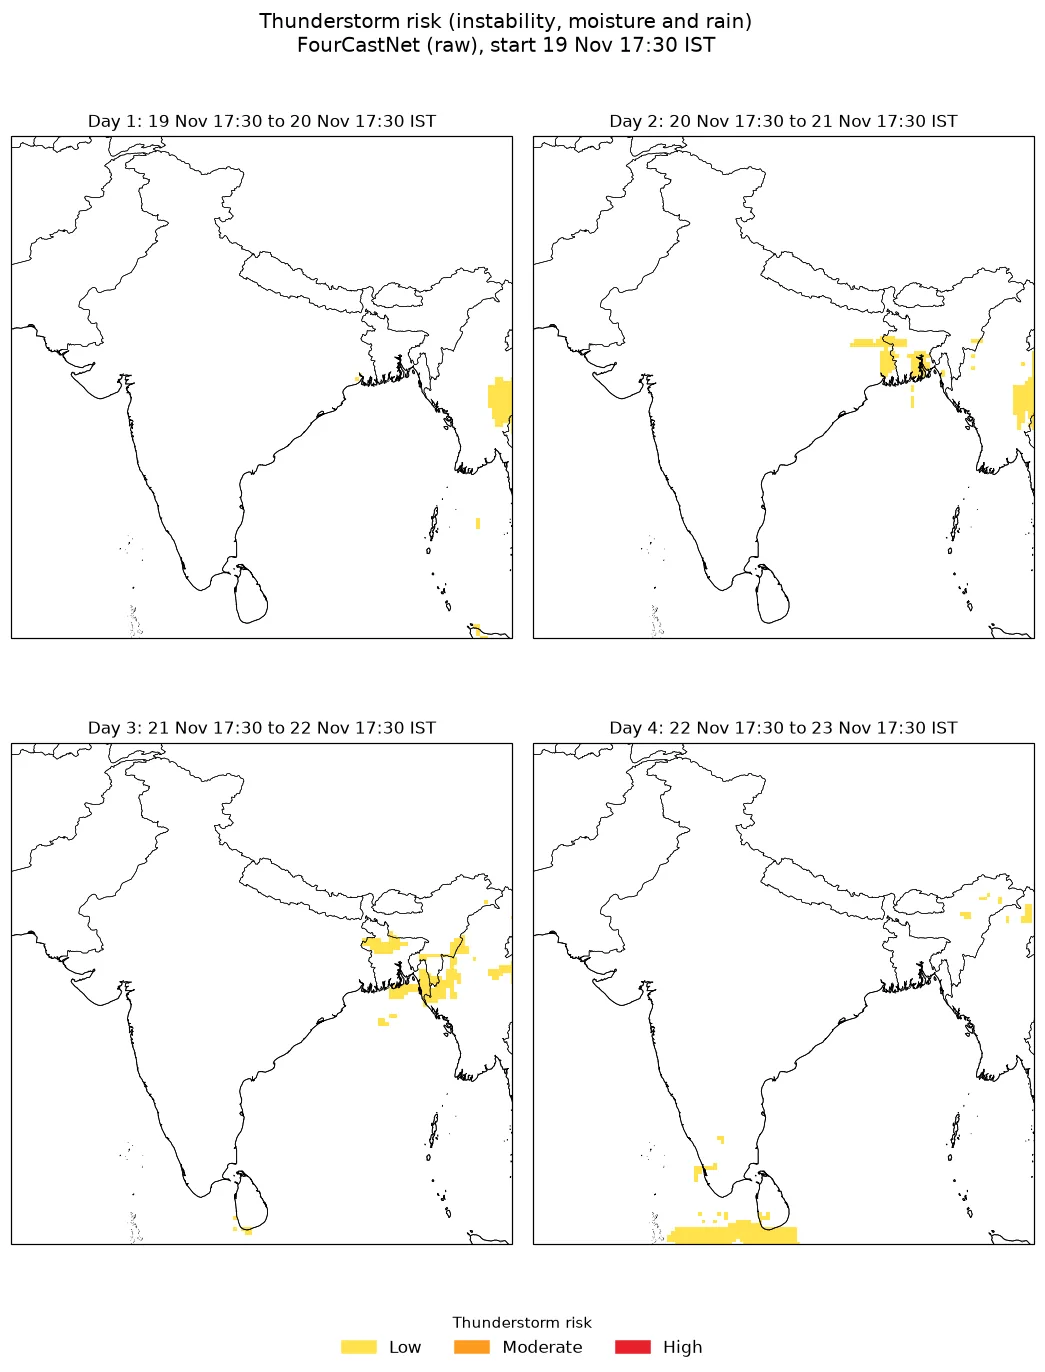 Thunderstorm risk (instability, moisture and rain)
FourCastNet (raw), start 19 Nov 17:30 IST
Day 1: 19 Nov 17:30 to 20 Nov 17:30 IST
Day 2: 20 Nov 17:30 to 21 Nov 17:30 IST
Day 3: 21 Nov 17:30 to 22 Nov 17:30 IST
Day 4: 22 Nov 17:30 to 23 Nov 17:30 IST
Thunderstorm risk
Low
Moderate
High